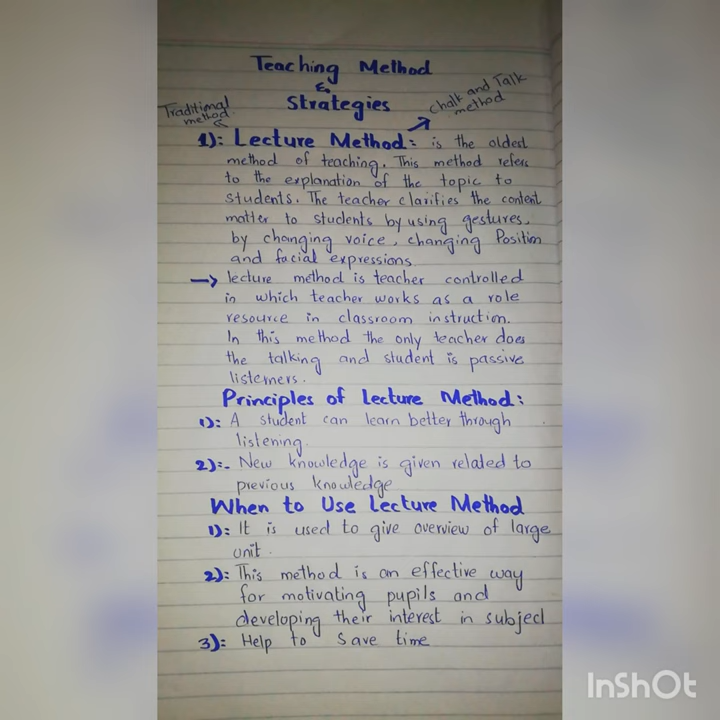 Teaching Method
&
Strategies
Traditional method
Chalk and Talk method
1): Lecture Method: is the oldest
method of teaching. This method refers
to the explanation of the topic to
students. The teacher clarifies the content
matter to students by using gestures,
by changing voice, changing Position
and facial expressions
→ lecture method is teacher controlled
in which teacher works as a role
resource in classroom instruction.
In this method the only teacher does
the talking and student is passive
listemers.
Principles of Lecture Method:
1): A student can learn better through
listening.
2):- New knowledge is given related to
previous knowledge
When to Use Lecture Method
1): It is used to give overview of large
unit.
2): This method is an effective way
for motivating pupils and
developing their interest in subject
3): Help to save time
InShOt